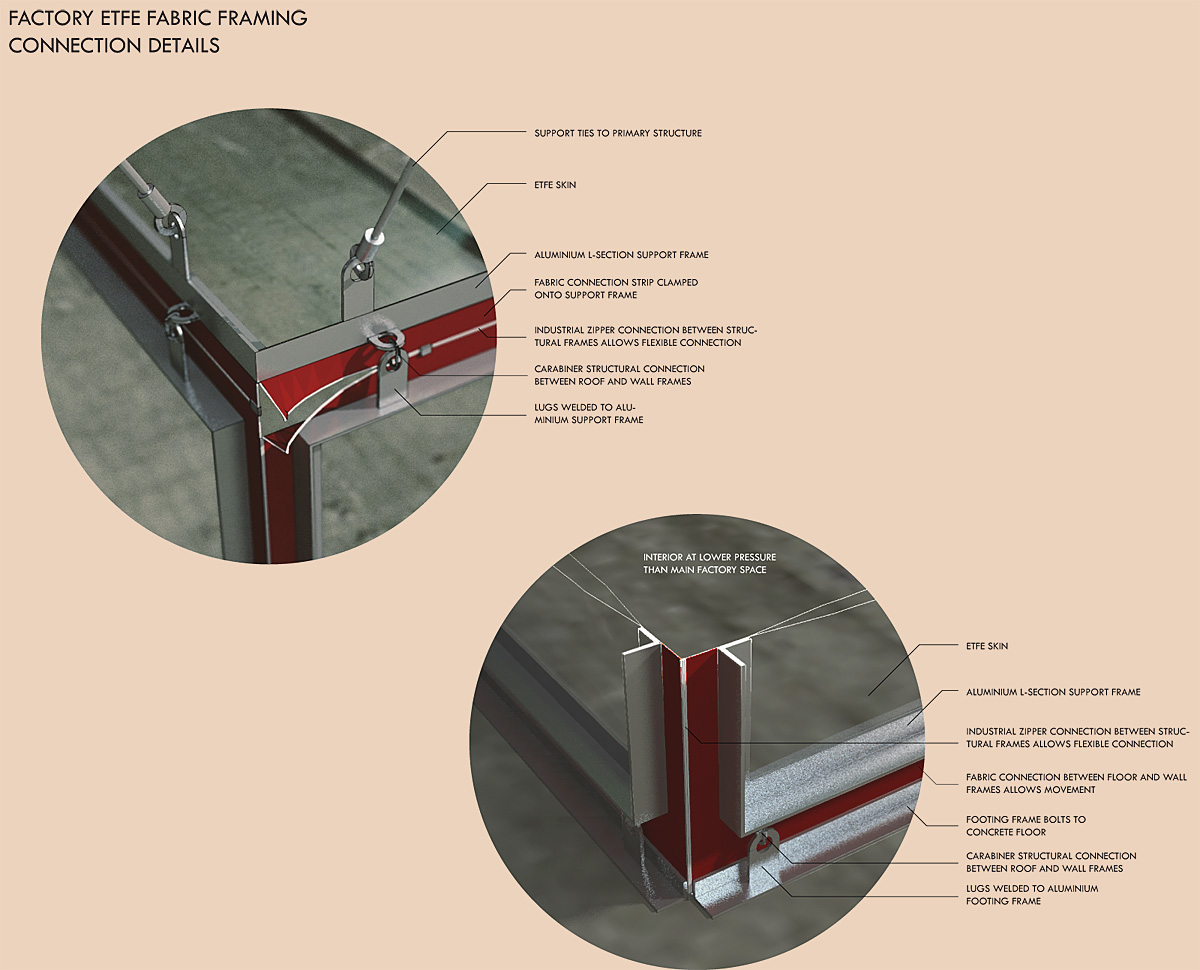 FACTORY ETFE FABRIC FRAMING
CONNECTION DETAILS
SUPPORT TIES TO PRIMARY STRUCTURE
ETFE SKIN
ALUMINIUM L-SECTION SUPPORT FRAME
FABRIC CONNECTION STRIP CLAMPED
ONTO SUPPORT FRAME
INDUSTRIAL ZIPPER CONNECTION BETWEEN STRUC-
TURAL FRAMES ALLOWS FLEXIBLE CONNECTION
CARABINER STRUCTURAL CONNECTION
BETWEEN ROOF AND WALL FRAMES
LUGS WELDED TO ALU-
MINIUM SUPPORT FRAME
INTERIOR AT LOWER PRESSURE
THAN MAIN FACTORY SPACE
ETFE SKIN
ALUMINIUM L-SECTION SUPPORT FRAME
INDUSTRIAL ZIPPER CONNECTION BETWEEN STRUC-
TURAL FRAMES ALLOWS FLEXIBLE CONNECTION
FABRIC CONNECTION BETWEEN FLOOR AND WALL
FRAMES ALLOWS MOVEMENT
FOOTING FRAME BOLTS TO
CONCRETE FLOOR
CARABINER STRUCTURAL CONNECTION
BETWEEN ROOF AND WALL FRAMES
LUGS WELDED TO ALUMINIUM
FOOTING FRAME